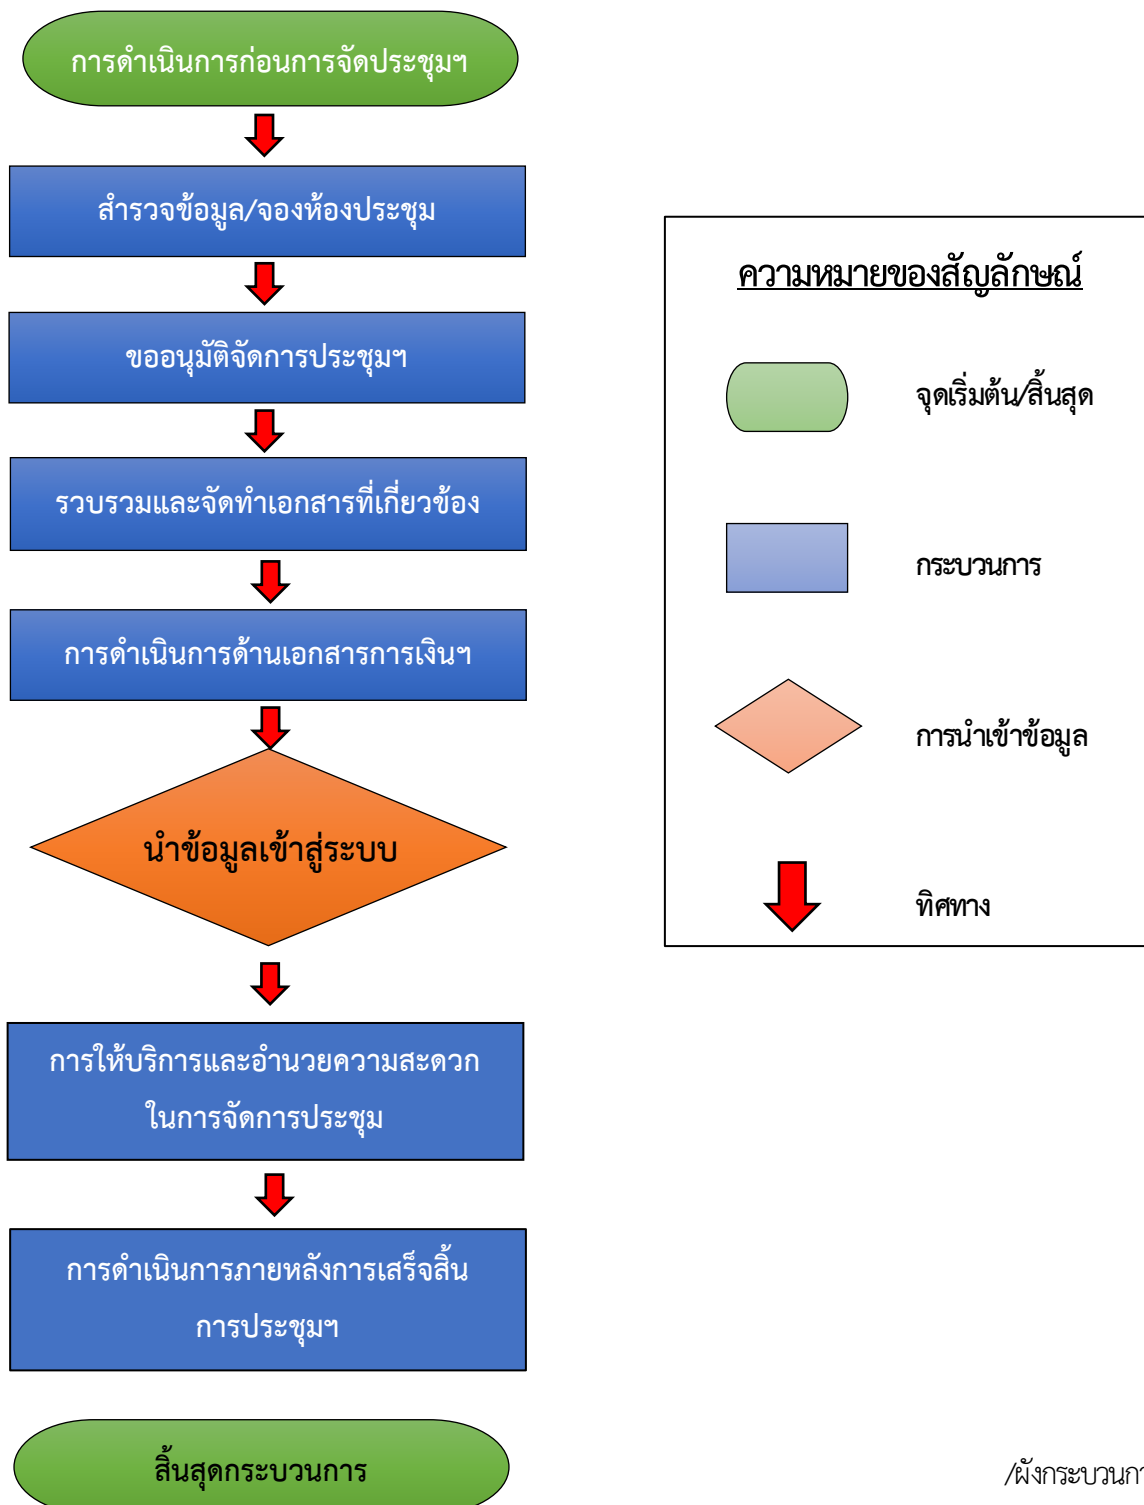 การดำเนินการก่อนการจัดประชุมฯ
สำรวจข้อมูล/จองห้องประชุม
ขออนุมัติจัดการประชุมฯ
รวบรวมและจัดทำเอกสารที่เกี่ยวข้อง
การดำเนินการด้านเอกสารการเงินฯ
นำข้อมูลเข้าสู่ระบบ
การให้บริการและอำนวยความสะดวก
ในการจัดการประชุม
การดำเนินการภายหลังการเสร็จสิ้น
การประชุมฯ
สิ้นสุดกระบวนการ
ความหมายของสัญลักษณ์
จุดเริ่มต้น/สิ้นสุด
กระบวนการ
การนำเข้าข้อมูล
ทิศทาง
/ผังกระบวนกา